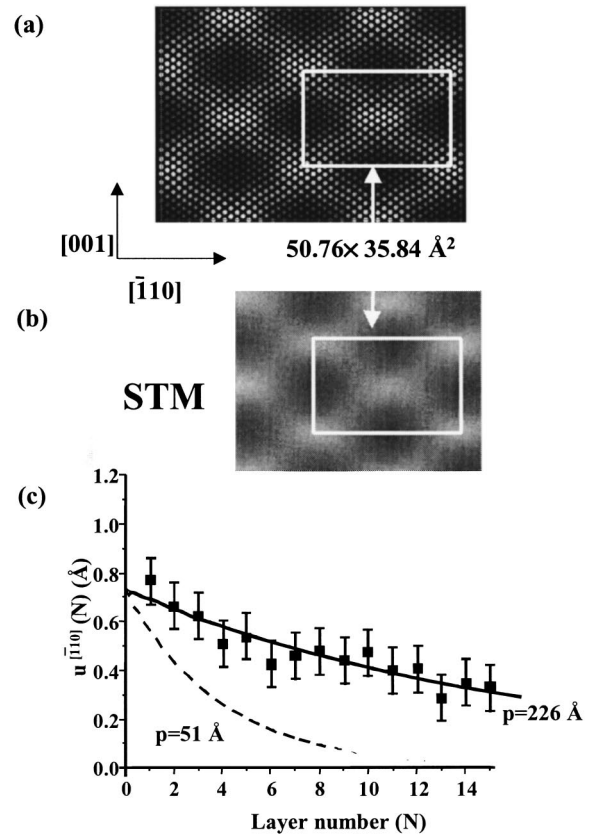 (a)
[001]
[1̄10]
50.76× 35.84 Å²
(b)
STM
(c)
u^[1̄10] (N) (Å)
1.2
1.0
0.8
0.6
0.4
0.2
0.0
p=51 Å
p=226 Å
0 2 4 6 8 10 12 14
Layer number (N)